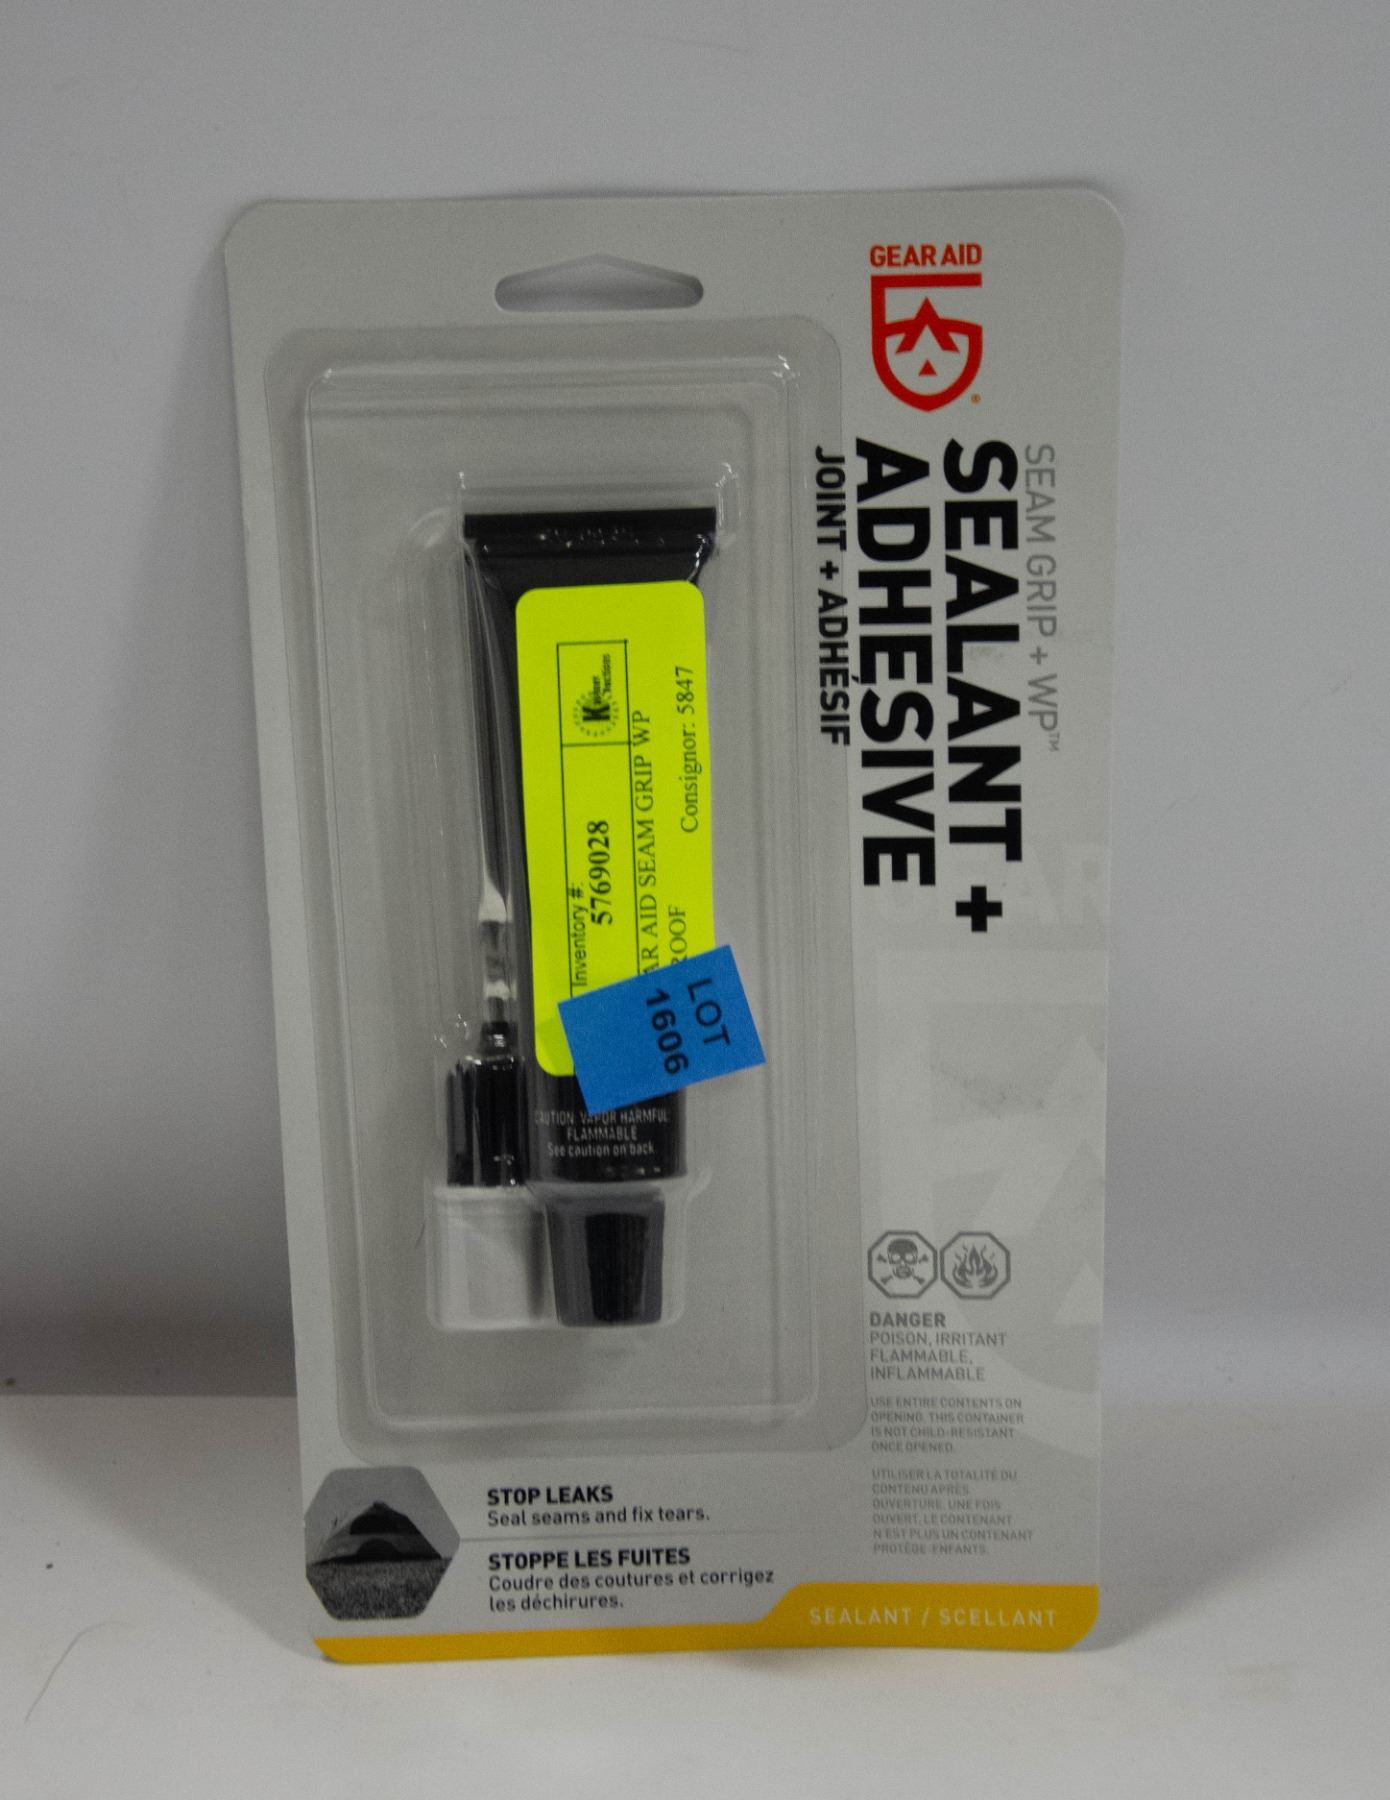 GEAR AID
SEAM GRIP + WP™
SEALANT +
ADHESIVE
JOINT + ADHÉSIF
Inventory #:
5769028
AID SEAM GRIP WP
Consignor: 5847
LOT
1606
VAPOR HARMFUL
FLAMMABLE
See caution on back.
DANGER
POISON, IRRITANT
FLAMMABLE,
INFLAMMABLE
USE ENTIRE CONTENTS ON
OPENING. THIS CONTAINER
IS NOT CHILD-RESISTANT
ONCE OPENED.
UTILISER LA TOTALITÉ DU
CONTENU APRÈS
OUVERTURE. UNE FOIS
OUVERT, LE CONTENANT
N'EST PLUS UN CONTENANT
PROTÈGE-ENFANTS.
STOP LEAKS
Seal seams and fix tears.
STOPPE LES FUITES
Coudre des coutures et corrigez
les déchirures.
SEALANT / SCELLANT